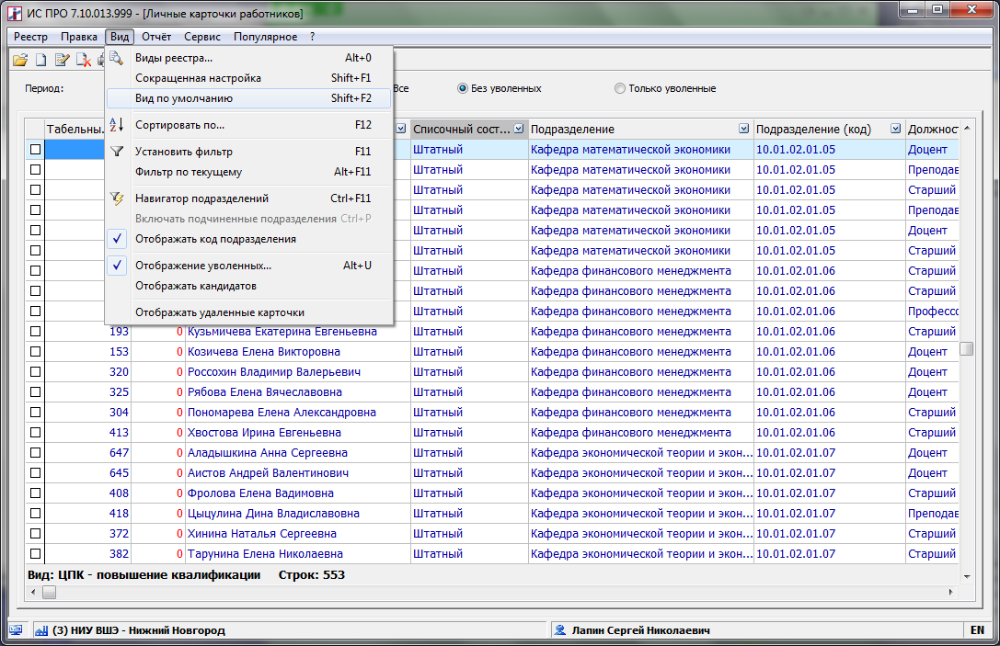 ИС ПРО 7.10.013.999 - [Личные карточки работников]
Реестр Правка Вид Отчёт Сервис Популярное ?
Виды реестра... Alt+0
Сокращенная настройка Shift+F1
Вид по умолчанию Shift+F2
Сортировать по... F12
Установить фильтр F11
Фильтр по текущему Alt+F11
Навигатор подразделений Ctrl+F11
Включать подчиненные подразделения Ctrl+P
Отображать код подразделения
Отображение уволенных... Alt+U
Отображать кандидатов
Отображать удаленные карточки
Период: Все Без уволенных Только уволенные
Табельны. Списочный сост... Подразделение Подразделение (код) Должност
Штатный Кафедра математической экономики 10.01.02.01.05 Доцент
Штатный Кафедра математической экономики 10.01.02.01.05 Преподав
Штатный Кафедра математической экономики 10.01.02.01.05 Старший
Штатный Кафедра математической экономики 10.01.02.01.05 Преподав
Штатный Кафедра математической экономики 10.01.02.01.05 Доцент
Штатный Кафедра математической экономики 10.01.02.01.05 Старший
Штатный Кафедра финансового менеджмента 10.01.02.01.06 Старший
Штатный Кафедра финансового менеджмента 10.01.02.01.06 Старший
Штатный Кафедра финансового менеджмента 10.01.02.01.06 Професс
193 0 Кузьмичева Екатерина Евгеньевна Штатный Кафедра финансового менеджмента 10.01.02.01.06 Старший
153 0 Козичева Елена Викторовна Штатный Кафедра финансового менеджмента 10.01.02.01.06 Доцент
320 0 Россохин Владимир Валерьевич Штатный Кафедра финансового менеджмента 10.01.02.01.06 Доцент
325 0 Рябова Елена Вячеславовна Штатный Кафедра финансового менеджмента 10.01.02.01.06 Доцент
304 0 Пономарева Елена Александровна Штатный Кафедра финансового менеджмента 10.01.02.01.06 Старший
413 0 Хвостова Ирина Евгеньевна Штатный Кафедра финансового менеджмента 10.01.02.01.06 Старший
647 0 Аладышкина Анна Сергеевна Штатный Кафедра экономической теории и экон... 10.01.02.01.07 Доцент
645 0 Аистов Андрей Валентинович Штатный Кафедра экономической теории и экон... 10.01.02.01.07 Доцент
408 0 Фролова Елена Вадимовна Штатный Кафедра экономической теории и экон... 10.01.02.01.07 Старший
418 0 Цыцулина Дина Владиславовна Штатный Кафедра экономической теории и экон... 10.01.02.01.07 Преподав
372 0 Хинина Наталья Сергеевна Штатный Кафедра экономической теории и экон... 10.01.02.01.07 Старший
382 0 Тарунина Елена Николаевна Штатный Кафедра экономической теории и экон... 10.01.02.01.07 Старший
Вид: ЦПК - повышение квалификации Строк: 553
(3) НИУ ВШЭ - Нижний Новгород Лапин Сергей Николаевич EN